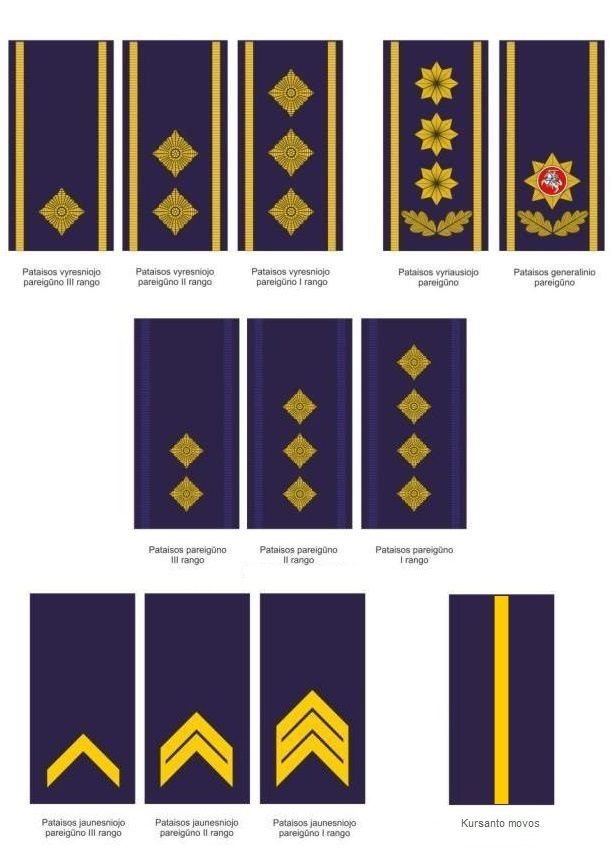 Pataisos vyresniojo
pareigūno III rango
Pataisos vyresniojo
pareigūno II rango
Pataisos vyresniojo
pareigūno I rango
Pataisos vyriausiojo
pareigūno
Pataisos generalinio
pareigūno
Pataisos pareigūno
III rango
Pataisos pareigūno
II rango
Pataisos pareigūno
I rango
Pataisos jaunesniojo
pareigūno III rango
Pataisos jaunesniojo
pareigūno II rango
Pataisos jaunesniojo
pareigūno I rango
Kursanto movos